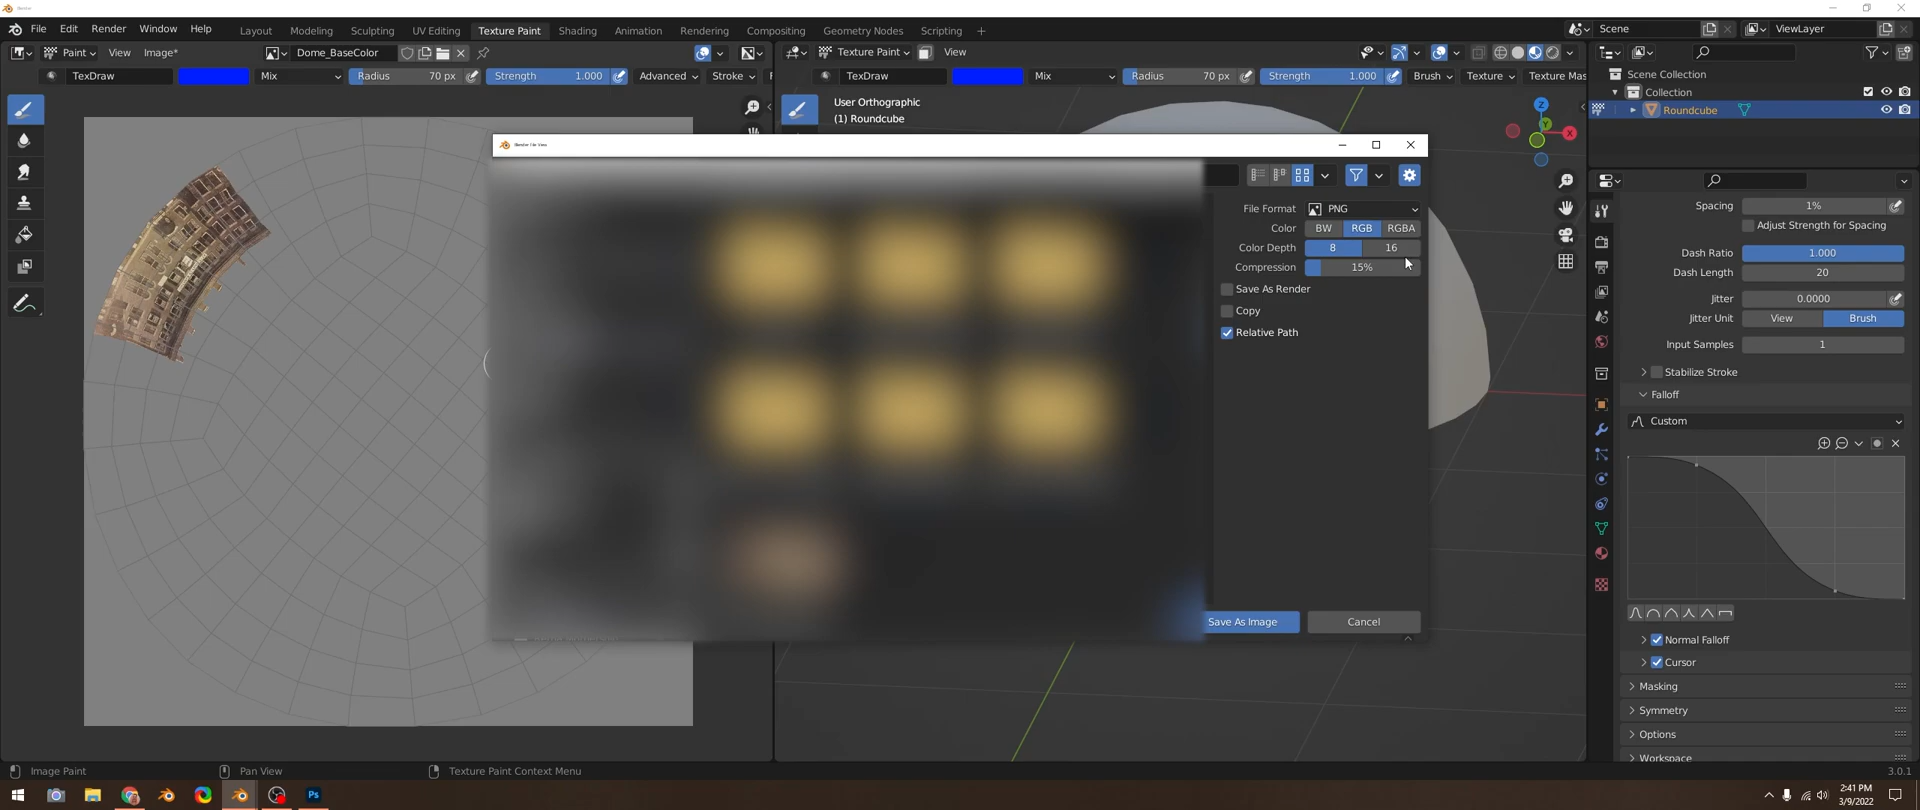 Blender
File Edit Render Window Help Layout Modeling Sculpting UV Editing Texture Paint Shading Animation Rendering Compositing Geometry Nodes Scripting + Scene ViewLayer
Paint View Image* Dome_BaseColor Texture Paint View
TexDraw Mix Radius 70 px Strength 1.000 Advanced Stroke TexDraw Mix Radius 70 px Strength 1.000 Brush Texture Texture Mas
Scene Collection
Collection
Roundcube
User Orthographic
(1) Roundcube
Z
Y
X
Blender File View
File Format PNG
Color BW RGB RGBA
Color Depth 8 16
Compression 15%
Save As Render
Copy
Relative Path
Save As Image Cancel
Spacing 1%
Adjust Strength for Spacing
Dash Ratio 1.000
Dash Length 20
Jitter 0.0000
Jitter Unit View Brush
Input Samples 1
Stabilize Stroke
Falloff
Custom
Normal Falloff
Cursor
Masking
Symmetry
Options
Workspace
Image Paint Pan View Texture Paint Context Menu 3.0.1
Ps
2:41 PM
3/9/2022